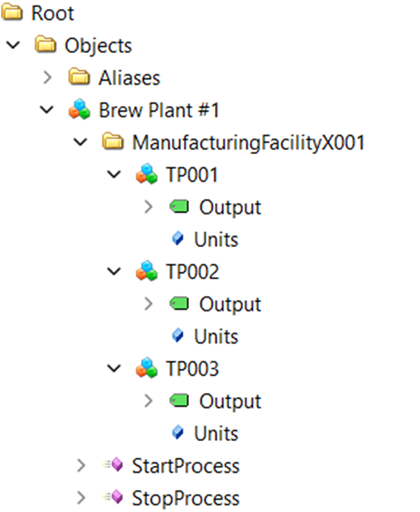 Root
Objects
Aliases
Brew Plant #1
ManufacturingFacilityX001
TP001
Output
Units
TP002
Output
Units
TP003
Output
Units
StartProcess
StopProcess